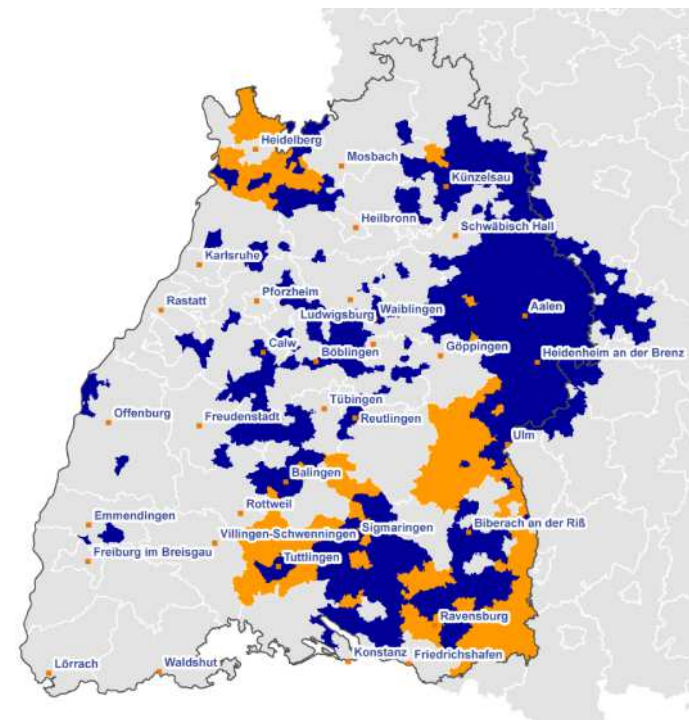 Heidelberg
Mosbach
Künzelsau
Heilbronn
Schwäbisch Hall
Karlsruhe
Pforzheim
Rastatt
Ludwigsburg
Waiblingen
Aalen
Calw
Böblingen
Göppingen
Heidenheim an der Brenz
Tübingen
Offenburg
Freudenstadt
Reutlingen
Ulm
Balingen
Rottweil
Emmendingen
Villingen-Schwenningen
Sigmaringen
Biberach an der Riß
Freiburg im Breisgau
Tuttlingen
Ravensburg
Lörrach
Waldshut
Konstanz
Friedrichshafen